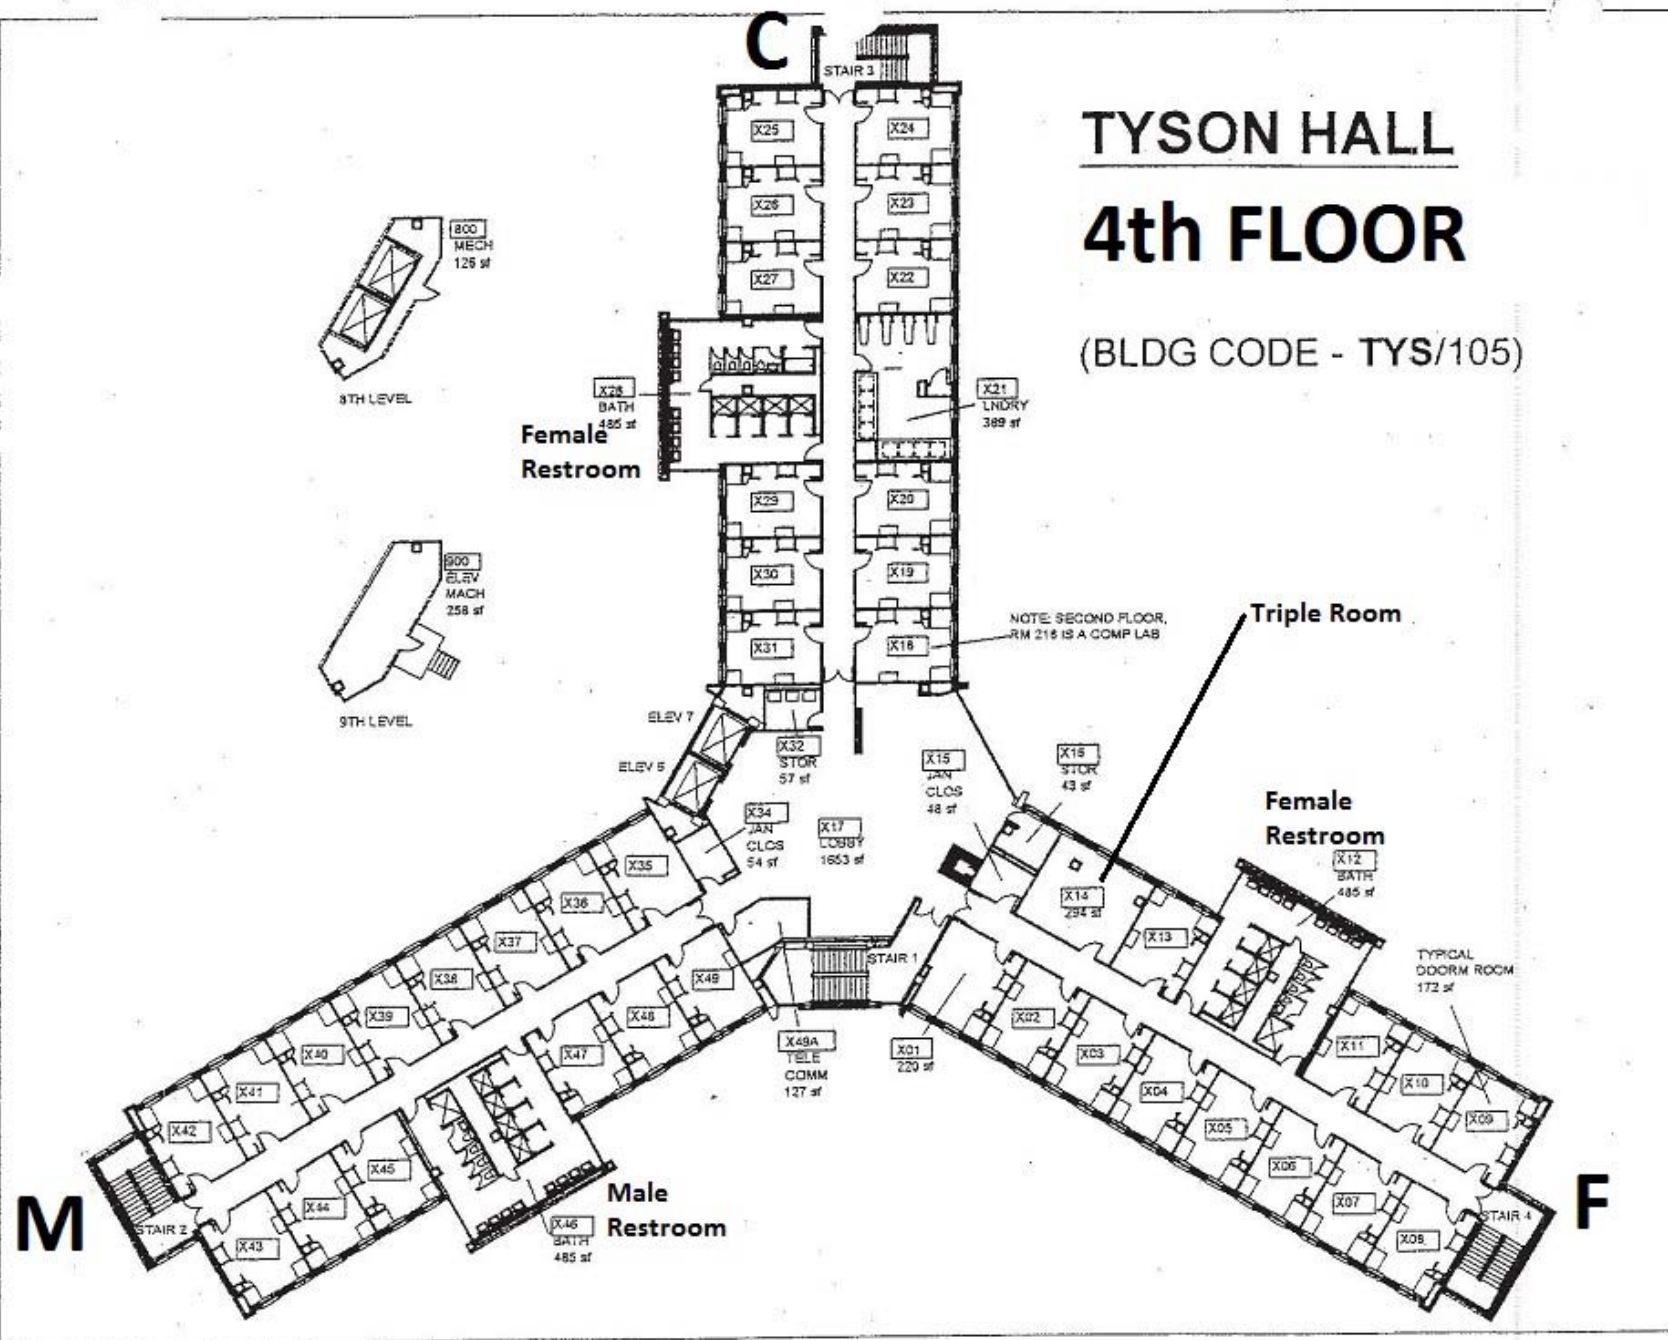 C
STAIR 3
TYSON HALL
4th FLOOR
(BLDG CODE - TYS/105)
X25
X24
X26
X23
X27
X22
800
MECH
126 sf
8TH LEVEL
X28
BATH
485 sf
Female
Restroom
X21
LNDRY
389 sf
X29
X20
X30
X19
X31
X18
900
ELEV
MACH
258 sf
9TH LEVEL
NOTE: SECOND FLOOR,
RM 218 IS A COMP LAB
Triple Room
ELEV 7
ELEV 6
X32
STOR
57 sf
X34
JAN
CLOS
54 sf
X17
LOBBY
1653 sf
X15
JAN
CLOS
48 sf
X16
STOR
43 sf
Female
Restroom
X12
BATH
485 sf
X14
294 sf
X13
TYPICAL
DOORM ROOM
172 sf
X35
X36
X37
X38
X39
X40
X41
X42
X49
X48
X47
X45
X44
X43
STAIR 1
X49A
TELE
COMM
127 sf
X01
220 sf
X02
X03
X04
X05
X06
X07
X08
X11
X10
X09
M
STAIR 2
Male
Restroom
X46
BATH
485 sf
STAIR 4
F